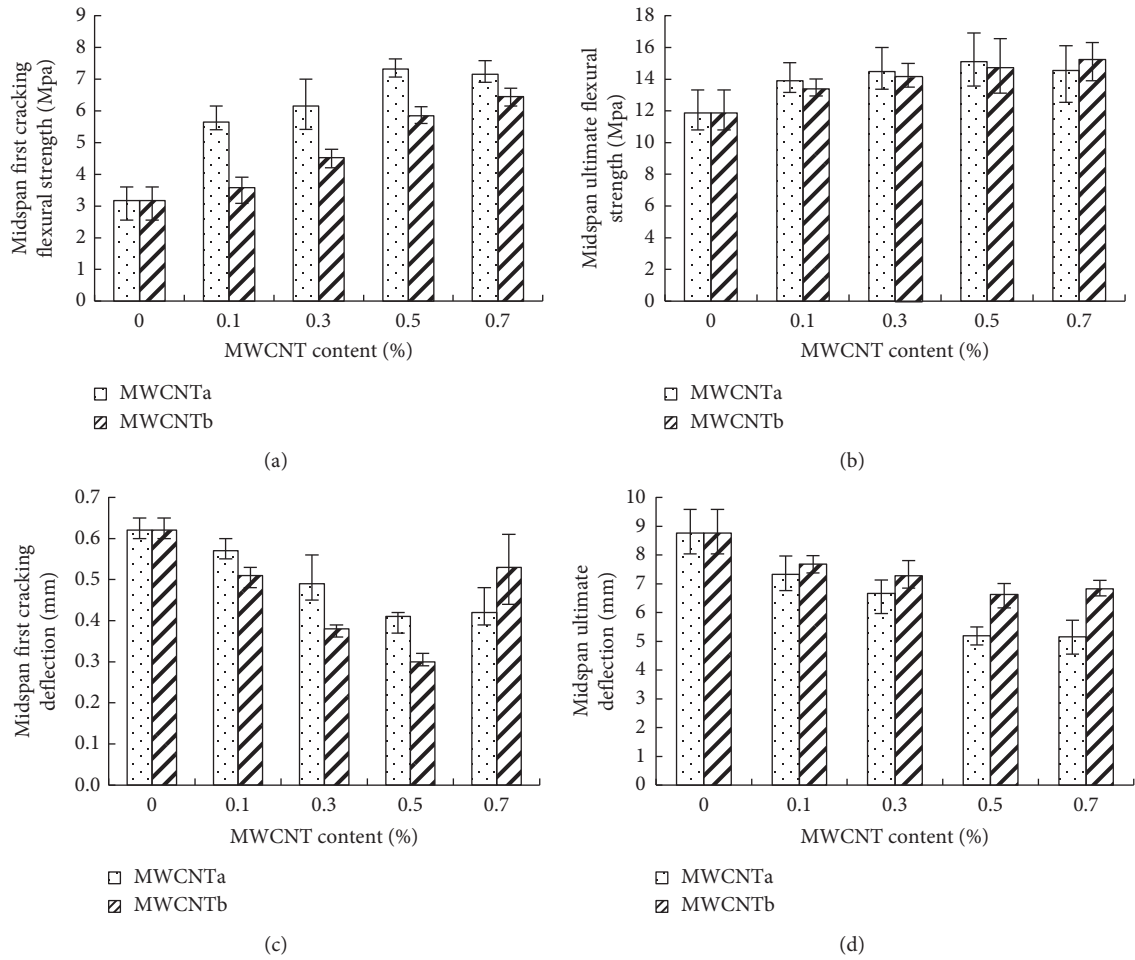 9
8
7
6
5
4
3
2
1
0
Midspan first cracking
flexural strength (Mpa)
0 0.1 0.3 0.5 0.7
MWCNT content (%)
MWCNTa
MWCNTb
(a)
18
16
14
12
10
8
6
4
2
0
Midspan ultimate flexural
strength (Mpa)
0 0.1 0.3 0.5 0.7
MWCNT content (%)
MWCNTa
MWCNTb
(b)
0.7
0.6
0.5
0.4
0.3
0.2
0.1
0.0
Midspan first cracking
deflection (mm)
0 0.1 0.3 0.5 0.7
MWCNT content (%)
MWCNTa
MWCNTb
(c)
10
9
8
7
6
5
4
3
2
1
0
Midspan ultimate
deflection (mm)
0 0.1 0.3 0.5 0.7
MWCNT content (%)
MWCNTa
MWCNTb
(d)